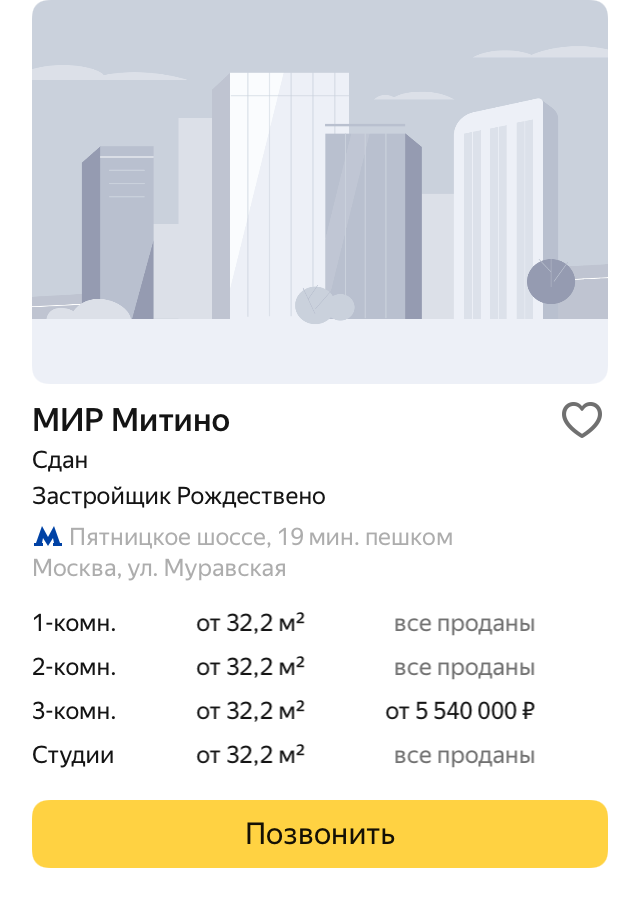 МИР Митино
Сдан
Застройщик Рождествено
Пятницкое шоссе, 19 мин. пешком
Москва, ул. Муравская
1-комн. от 32,2 м² все проданы
2-комн. от 32,2 м² все проданы
3-комн. от 32,2 м² от 5 540 000 ₽
Студии от 32,2 м² все проданы
Позвонить